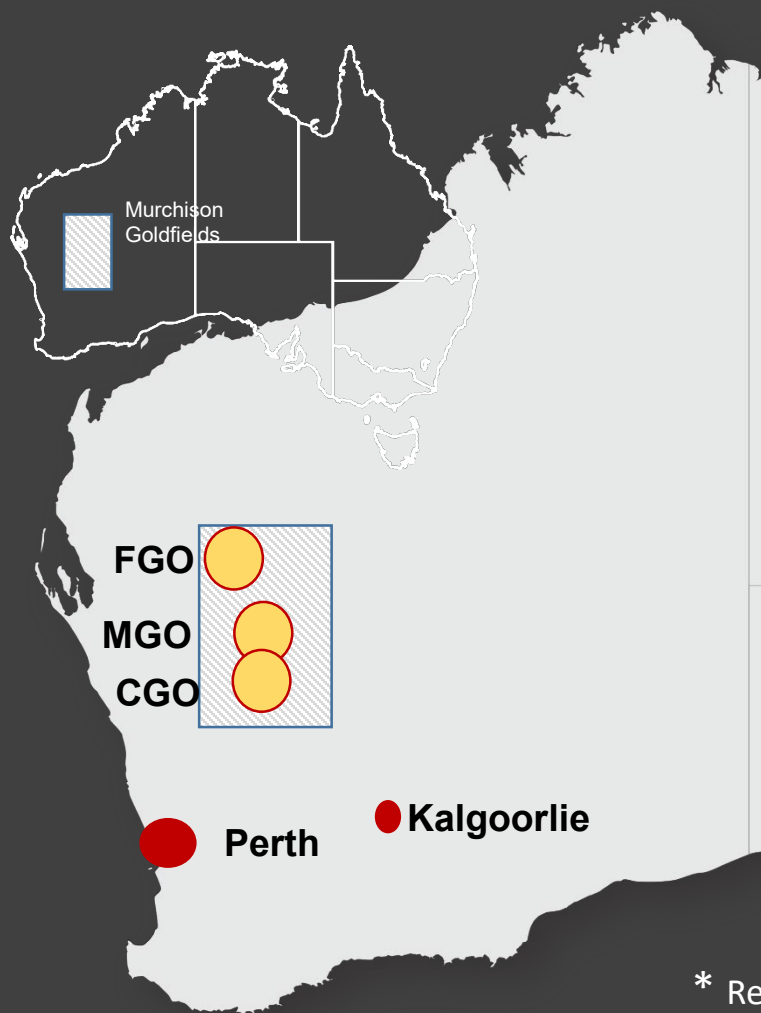 Murchison
Goldfields
FGO
MGO
CGO
Kalgoorlie
Perth
* Re